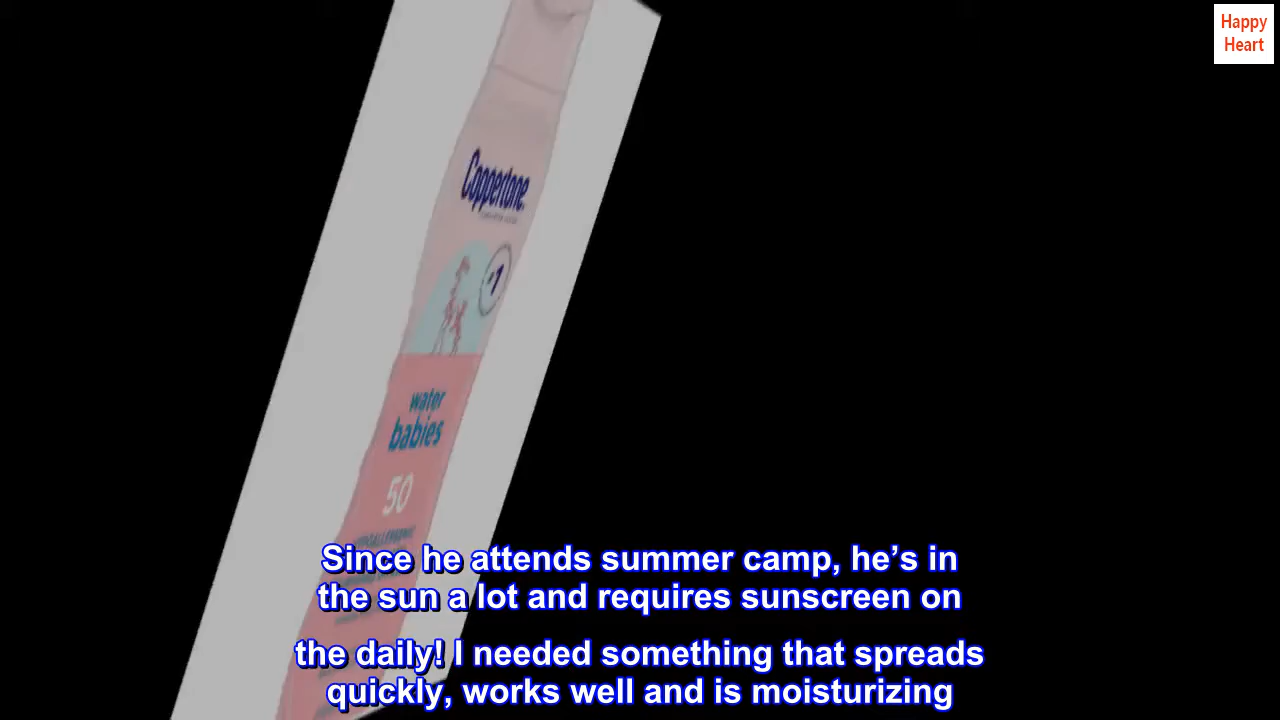 Happy
Heart
Coppertone
#1
water
babies
50
Since he attends summer camp, he’s in
the sun a lot and requires sunscreen on
the daily! I needed something that spreads
quickly, works well and is moisturizing